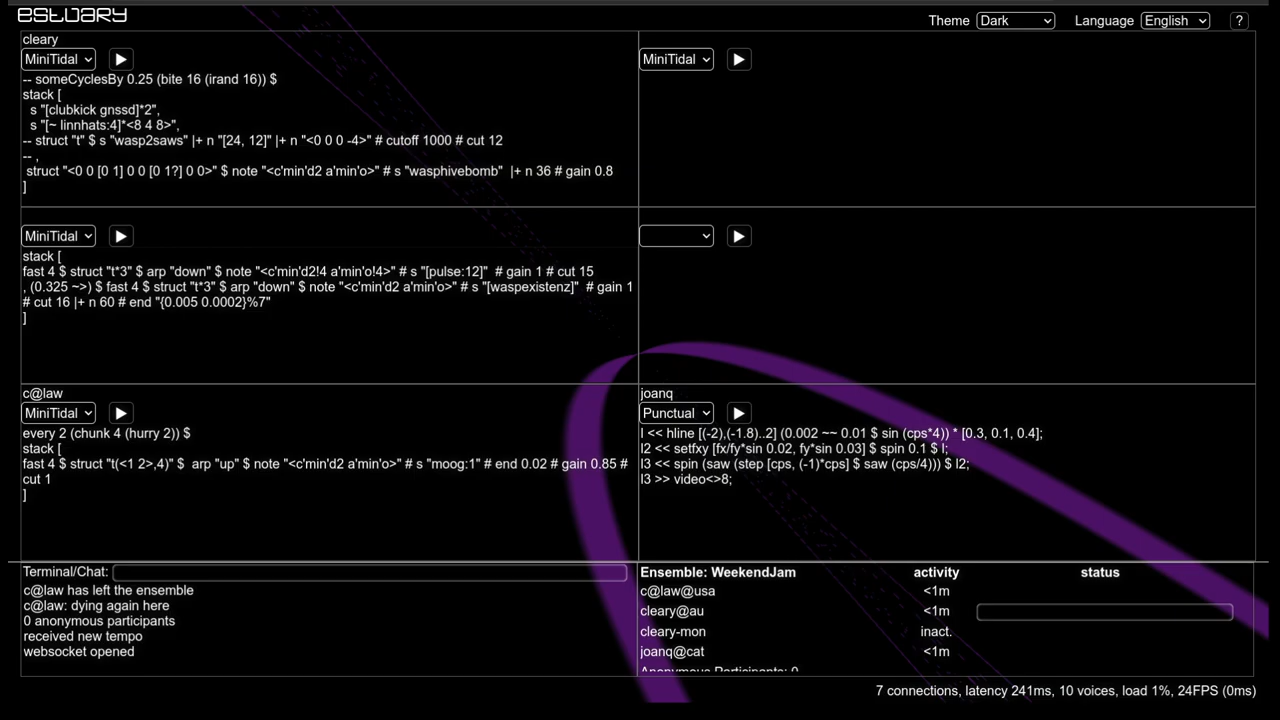 estuary
Theme Dark Language English ?
cleary
MiniTidal
-- someCyclesBy 0.25 (bite 16 (irand 16)) $
stack [
s "[clubkick gnssd]*2",
s "[~ linnhats:4]*<8 4 8>",
-- struct "t" $ s "wasp2saws" |+ n "[24, 12]" |+ n "<0 0 0 -4>" # cutoff 1000 # cut 12
-- ,
struct "<0 0 [0 1] 0 0 [0 1?] 0 0>" $ note "<c'min'd2 a'min'o>" # s "wasphivebomb" |+ n 36 # gain 0.8
]
MiniTidal
MiniTidal
stack [
fast 4 $ struct "t*3" $ arp "down" $ note "<c'min'd2!4 a'min'o!4>" # s "[pulse:12]" # gain 1 # cut 15
, (0.325 ~>) $ fast 4 $ struct "t*3" $ arp "down" $ note "<c'min'd2 a'min'o>" # s "[waspexistenz]" # gain 1
# cut 16 |+ n 60 # end "{0.005 0.0002}%7"
]
c@law
MiniTidal
every 2 (chunk 4 (hurry 2)) $
stack [
fast 4 $ struct "t(<1 2>,4)" $ arp "up" $ note "<c'min'd2 a'min'o>" # s "moog:1" # end 0.02 # gain 0.85 #
cut 1
]
joanq
Punctual
l << hline [(-2),(-1.8)..2] (0.002 ~~ 0.01 $ sin (cps*4)) * [0.3, 0.1, 0.4];
l2 << setfxy [fx/fy*sin 0.02, fy*sin 0.03] $ spin 0.1 $ l;
l3 << spin (saw (step [cps, (-1)*cps] $ saw (cps/4))) $ l2;
l3 >> video<>8;
Terminal/Chat:
c@law has left the ensemble
c@law: dying again here
0 anonymous participants
received new tempo
websocket opened
Ensemble: WeekendJam activity status
c@law@usa <1m
cleary@au <1m
cleary-mon inact.
joanq@cat <1m
Anonymous Participants: 0
7 connections, latency 241ms, 10 voices, load 1%, 24FPS (0ms)